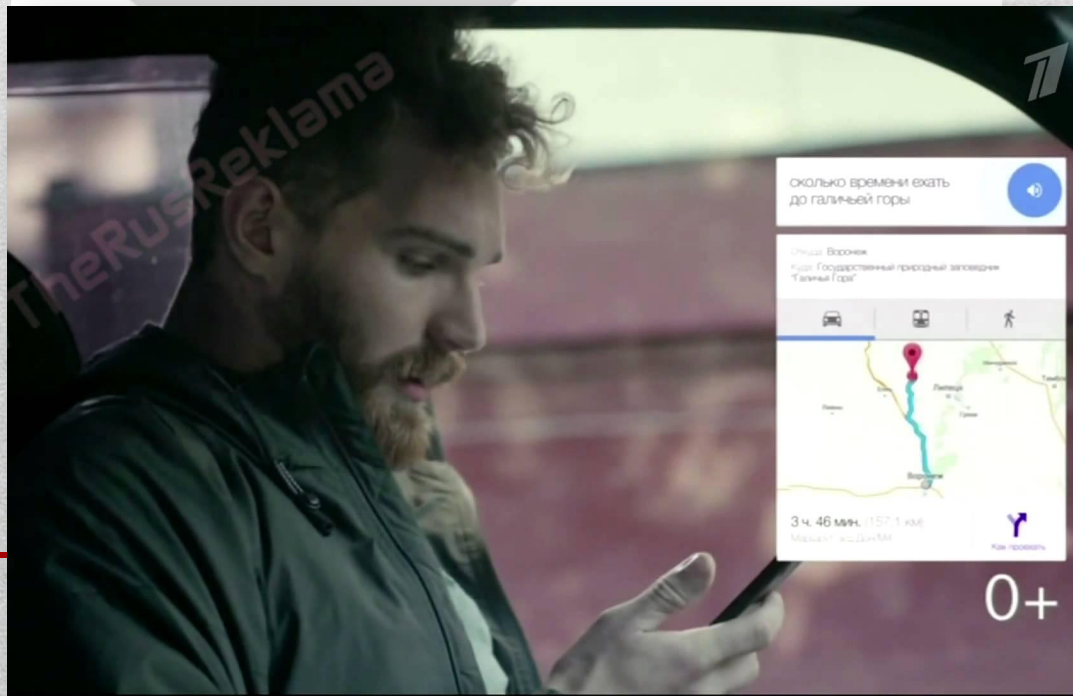 TheRusReklama
сколько времени ехать
до галичьей горы
Откуда: Воронеж
Куда: Государственный природный заповедник
"Галичья Гора"
Липецк
Воронеж
3 ч. 46 мин. (157.1 км)
Как проехать
0+